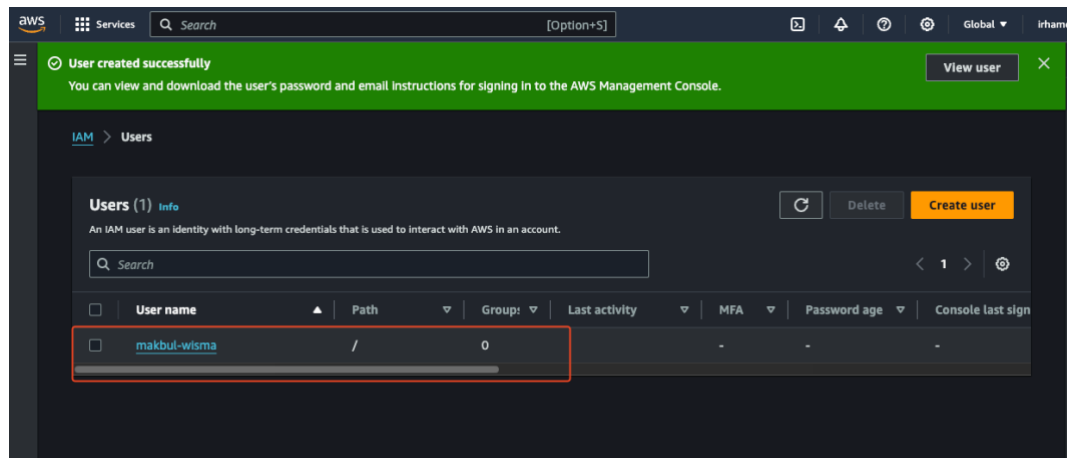 aws Services Search [Option+S] Global ▼ irhamo
User created successfully
You can view and download the user's password and email instructions for signing in to the AWS Management Console.
View user
IAM > Users
Users (1) Info
Delete
Create user
An IAM user is an identity with long-term credentials that is used to interact with AWS in an account.
Search
1
User name Path Group: Last activity MFA Password age Console last sign
makbul-wisma / 0 - - -